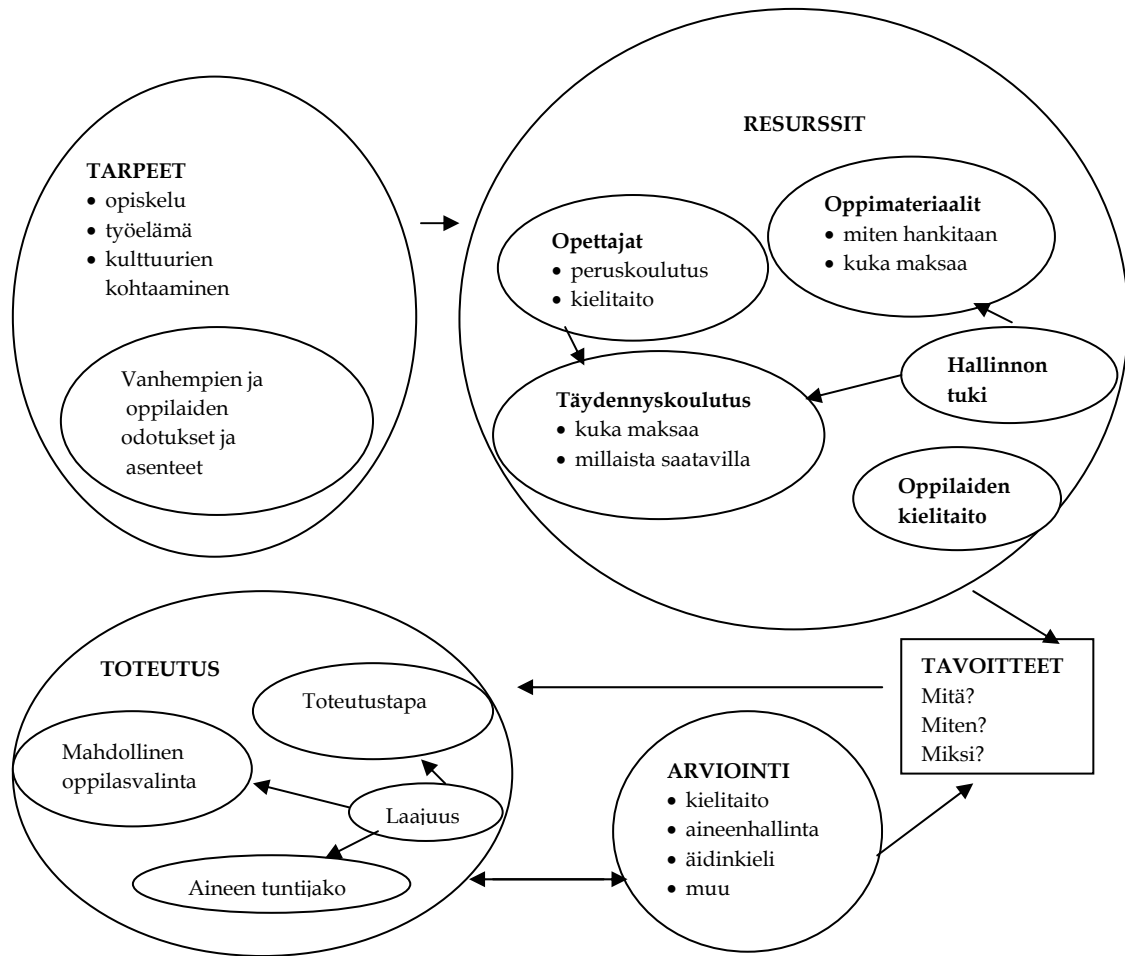 TARPEET
• opiskelu
• työelämä
• kulttuurien
kohtaaminen
Vanhempien ja
oppilaiden
odotukset ja
asenteet
RESURSSIT
Opettajat
• peruskoulutus
• kielitaito
Oppimateriaalit
• miten hankitaan
• kuka maksaa
Täydennyskoulutus
• kuka maksaa
• millaista saatavilla
Hallinnon
tuki
Oppilaiden
kielitaito
TAVOITTEET
Mitä?
Miten?
Miksi?
TOTEUTUS
Toteutustapa
Mahdollinen
oppilasvalinta
Laajuus
Aineen tuntijako
ARVIOINTI
• kielitaito
• aineenhallinta
• äidinkieli
• muu